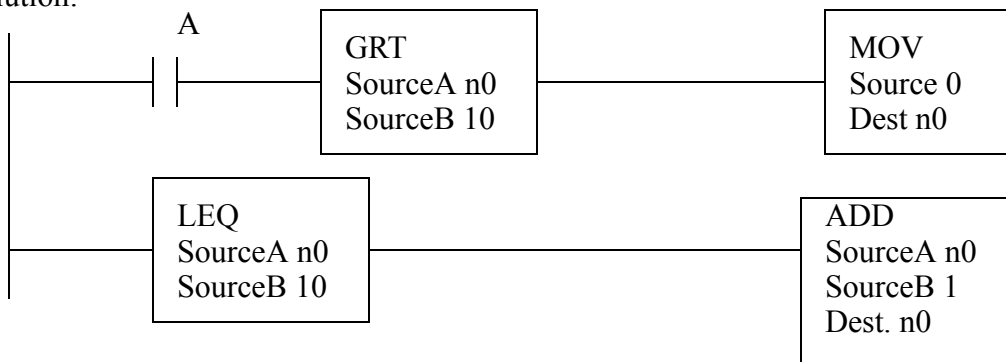 A
GRT
SourceA n0
SourceB 10
MOV
Source 0
Dest n0
LEQ
SourceA n0
SourceB 10
ADD
SourceA n0
SourceB 1
Dest. n0